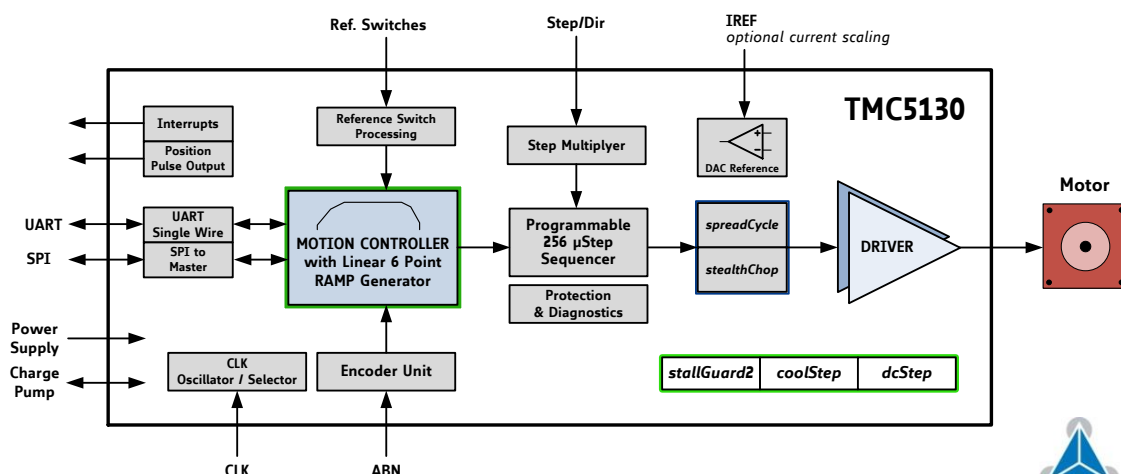 Ref. Switches
Step/Dir
IREF
optional current scaling
TMC5130
Interrupts
Position
Pulse Output
Reference Switch
Processing
Step Multiplyer
+
-
DAC Reference
Motor
UART
UART
Single Wire
SPI
SPI to
Master
MOTION CONTROLLER
with Linear 6 Point
RAMP Generator
Programmable
256 µStep
Sequencer
spreadCycle
stealthChop
DRIVER
Protection
& Diagnostics
Power
Supply
Charge
Pump
CLK
Oscillator / Selector
Encoder Unit
stallGuard2
coolStep
dcStep
CLK
ABN